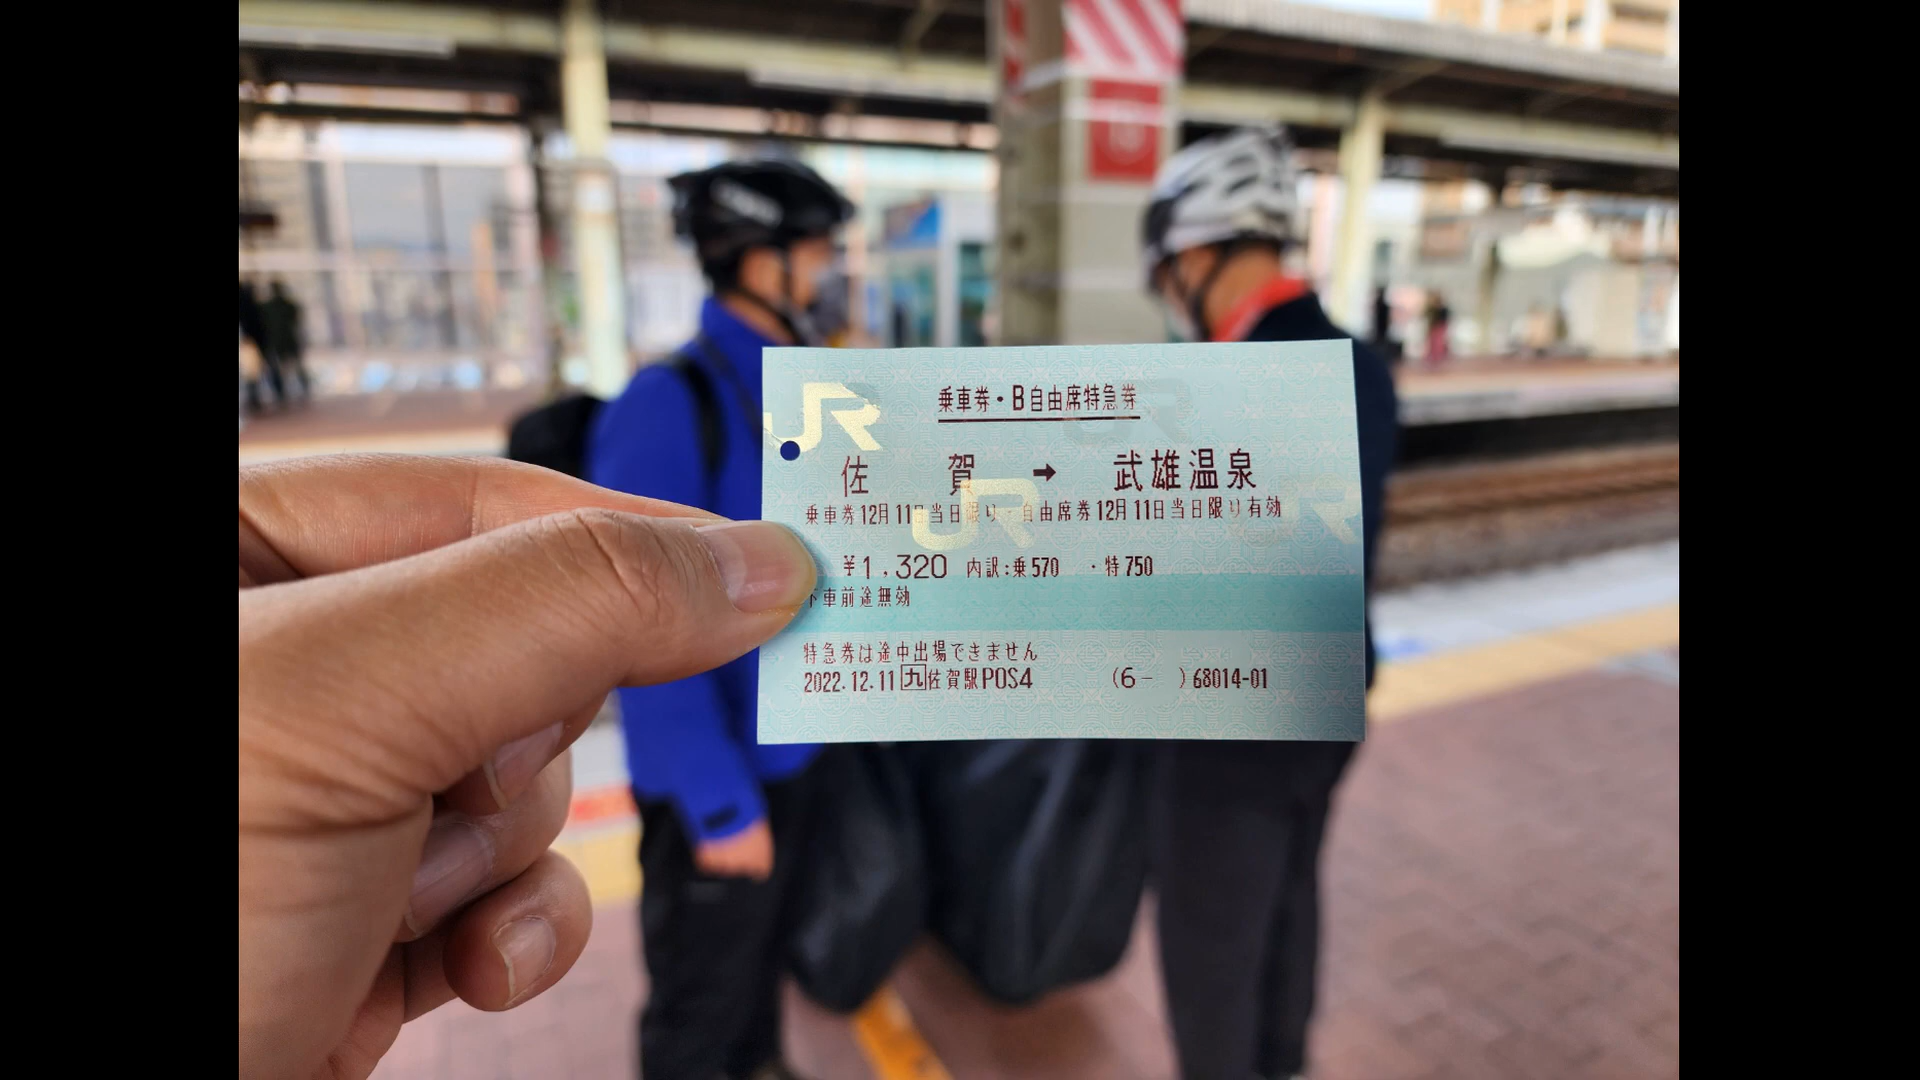 JR
乗車券・B自由席特急券
佐賀 → 武雄温泉
乗車券12月11日当日限り・自由席券12月11日当日限り有効
¥1,320 内訳:乗570 ・特750
下車前途無効
特急券は途中出場できません
2022.12.11 九 佐賀駅POS4 (6- )68014-01